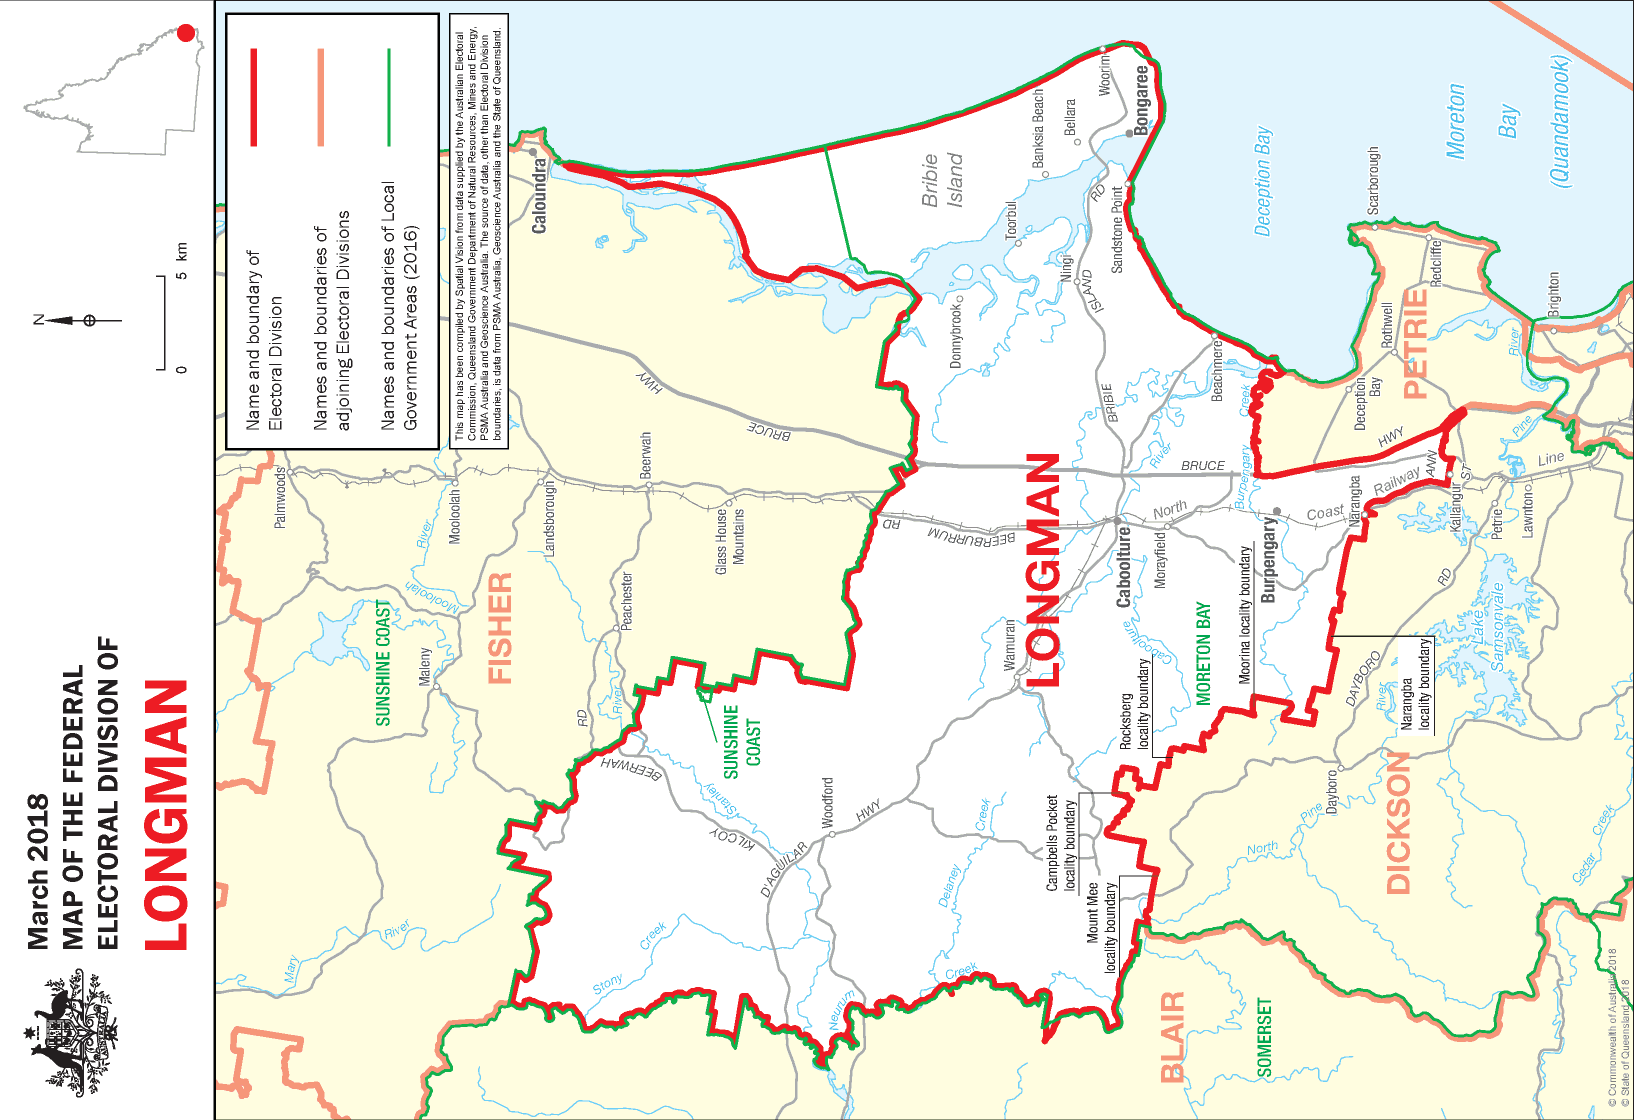 March 2018
MAP OF THE FEDERAL
ELECTORAL DIVISION OF
LONGMAN
N
0
5 km
Name and boundary of
Electoral Division
Names and boundaries of
adjoining Electoral Divisions
Names and boundaries of Local
Government Areas (2016)
This map has been compiled by Spatial Vision from data supplied by the Australian Electoral
Commission, Queensland Government Department of Natural Resources, Mines and Energy,
PSMA Australia and Geoscience Australia. The source of data, other than Electoral Division
boundaries, is data from PSMA Australia, Geoscience Australia and the State of Queensland.
Palmwoods
Mooloolah
River
Landsborough
Beerwah
Glass House
Mountains
Peachester
Mooloolah
River
Maleny
SUNSHINE COAST
FISHER
SUNSHINE
COAST
Caloundra
HWY
BRUCE
RD
BEERWAH
KILCOY
Stanley
Woodford
D'AGUILAR
HWY
Mary
River
Stony
Creek
Neurum
Creek
Delaney
Creek
Campbells Pocket
locality boundary
Mount Mee
locality boundary
Rocksberg
locality boundary
Moorina locality boundary
Narangba
locality boundary
Wamuran
LONGMAN
MORETON BAY
Caboolture
Caboolture
River
Morayfield
North
Coast
Railway
Line
BEERBURRUM
RD
BRUCE
HWY
Burpengary
Creek
Burpengary
Narangba
Kallangur
ANN
ST
Petrie
Lawnton
Pine
River
BRIBIE
ISLAND
RD
Beachmere
Donnybrook
Toorbul
Ningi
Sandstone Point
Bribie
Island
Banksia Beach
Bellara
Woorim
Bongaree
Deception Bay
Moreton
Bay
(Quandamook)
Scarborough
Redcliffe
Rothwell
PETRIE
Deception
Bay
Brighton
DAYBORO
RD
Lake
Samsonvale
River
Dayboro
Pine
North
DICKSON
Cedar
Creek
BLAIR
SOMERSET
© Commonwealth of Australia 2018
© State of Queensland 2018
AUSTRALIA